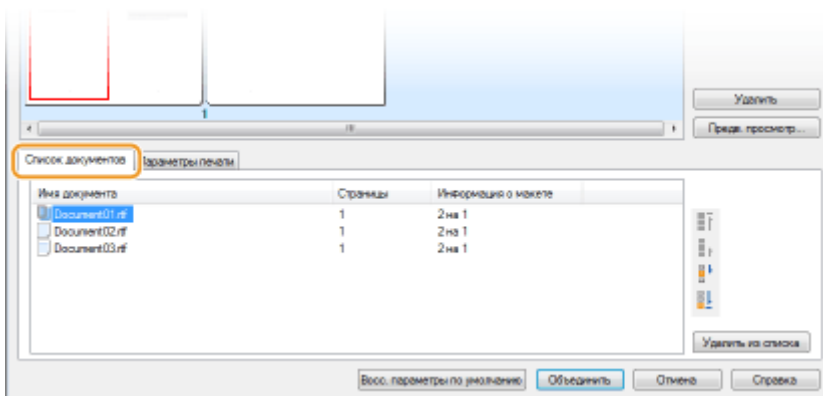 Удалить
1
Предв. просмотр...
Список документов Параметры печати
Имя документа Страницы Информация о макете
Document01.rtf 1 2 на 1
Document02.rtf 1 2 на 1
Document03.rtf 1 2 на 1
Удалить из списка
Восс. параметры по умолчанию Объединить Отмена Справка